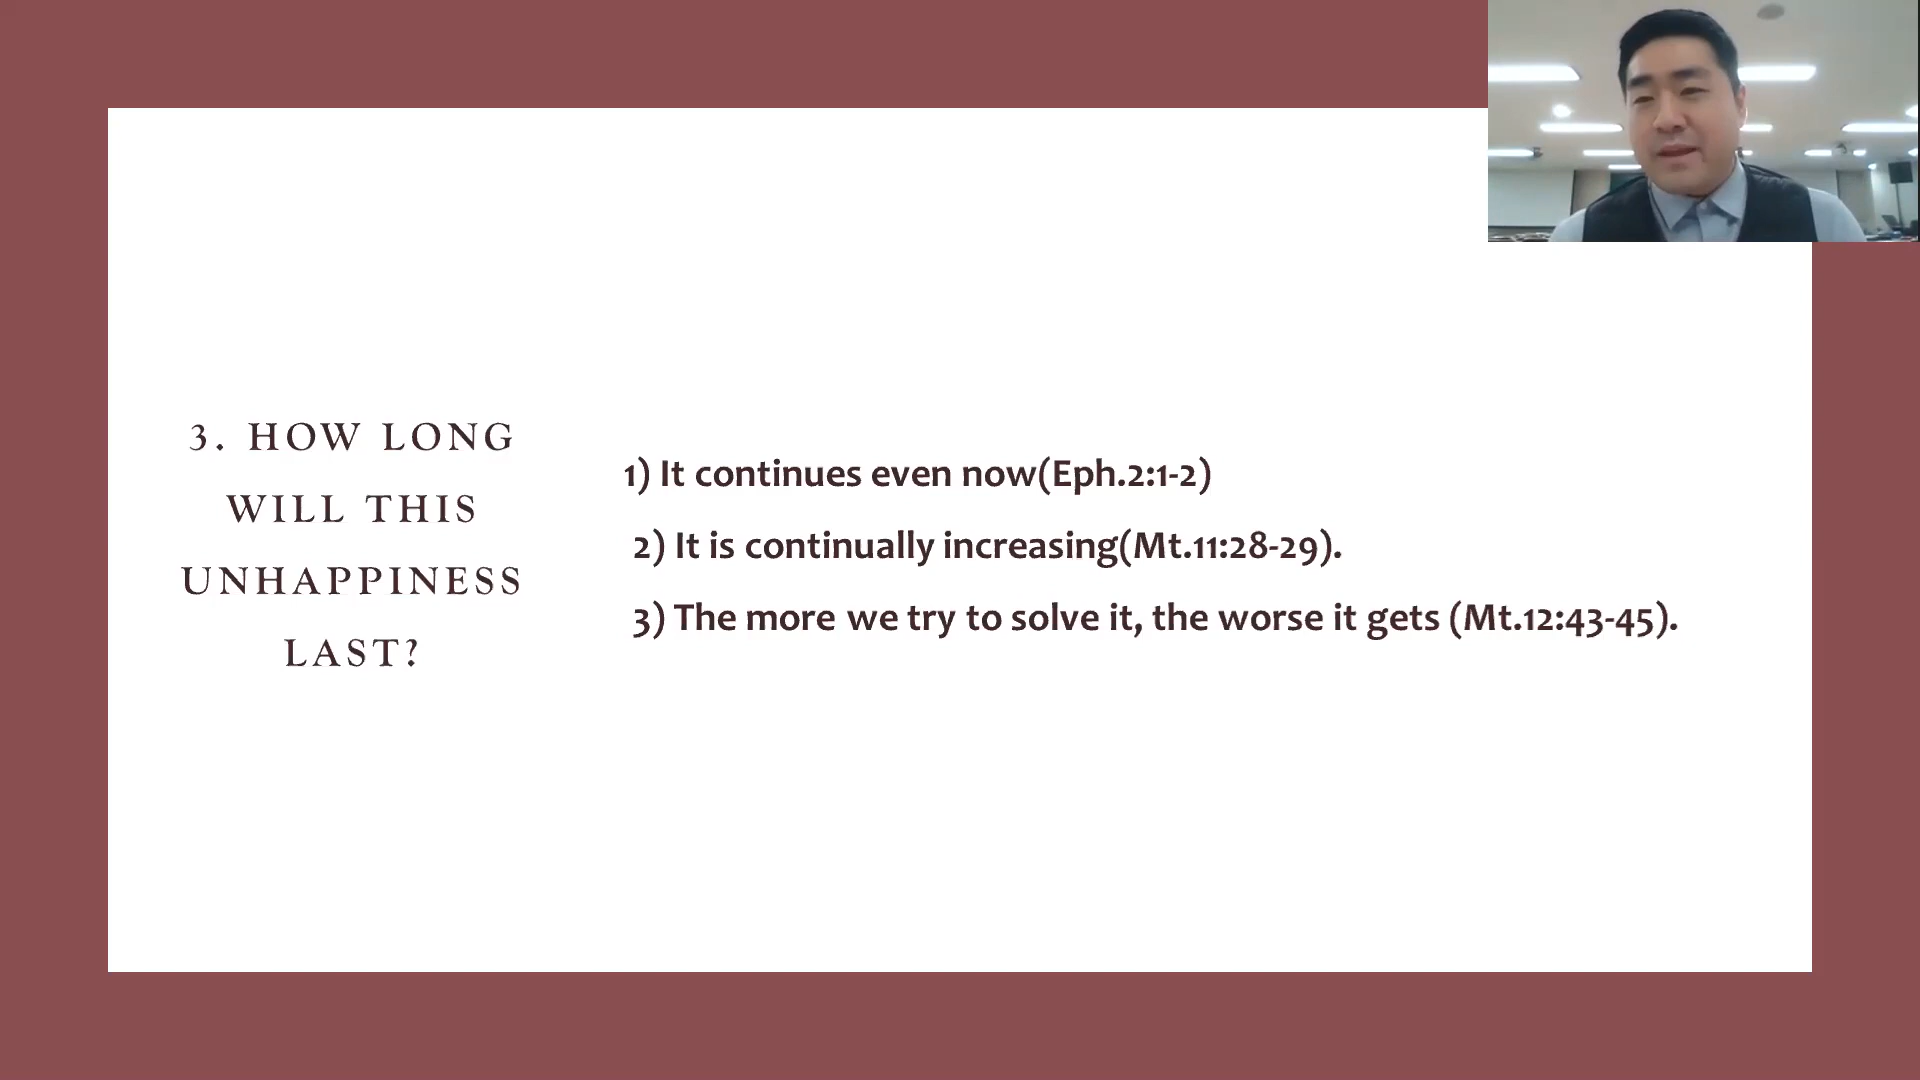 3. HOW LONG
WILL THIS
UNHAPPINESS
LAST?
1) It continues even now(Eph.2:1-2)
2) It is continually increasing(Mt.11:28-29).
3) The more we try to solve it, the worse it gets (Mt.12:43-45).